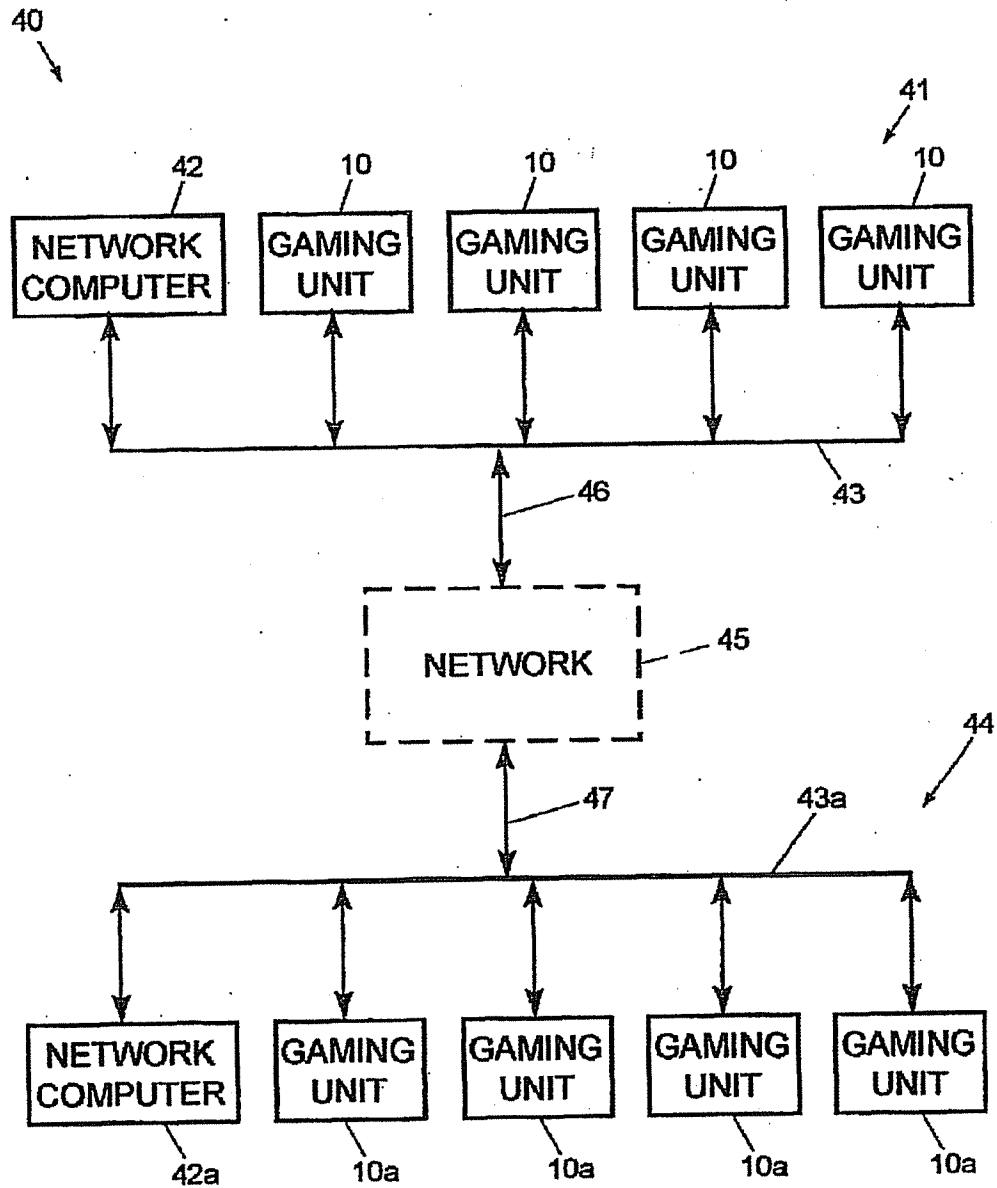 40
41
42
10
10
10
10
NETWORK
COMPUTER
GAMING
UNIT
GAMING
UNIT
GAMING
UNIT
GAMING
UNIT
43
46
NETWORK
45
44
47
43a
NETWORK
COMPUTER
GAMING
UNIT
GAMING
UNIT
GAMING
UNIT
GAMING
UNIT
42a
10a
10a
10a
10a